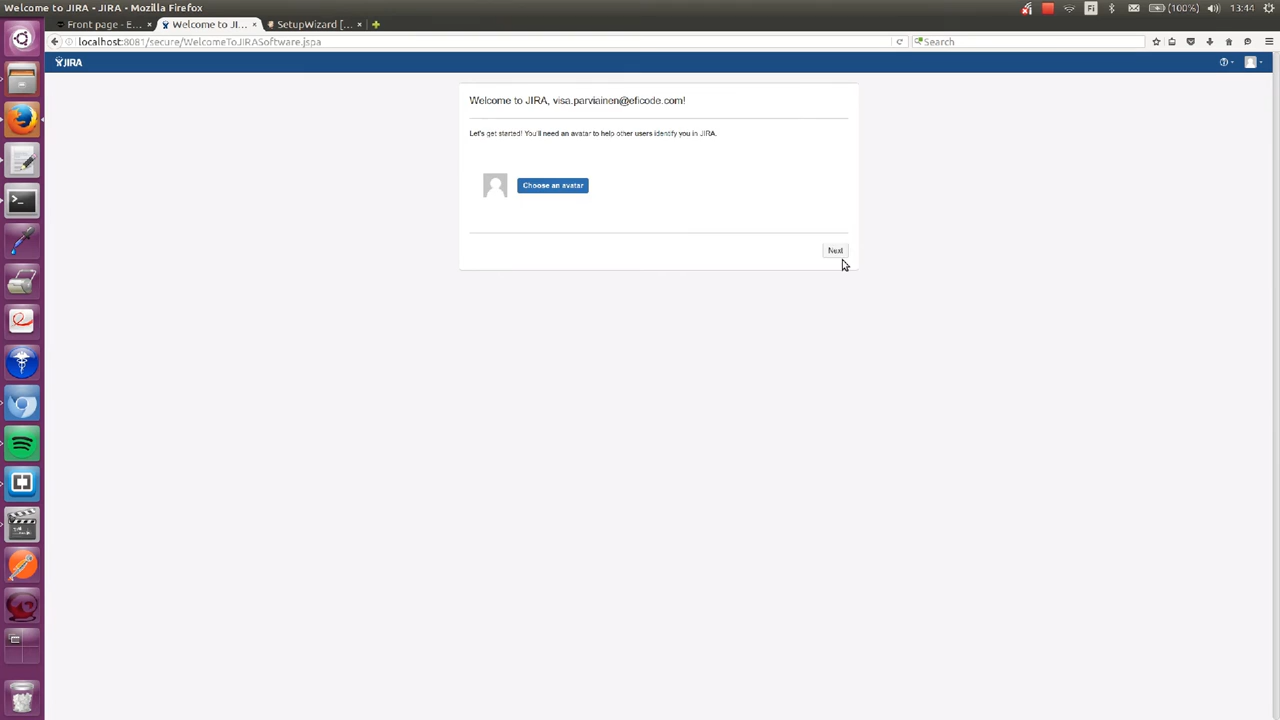 Welcome to JIRA - JIRA - Mozilla Firefox
Fi
(100%)
13:44
Front page - E...
Welcome to JI...
SetupWizard [...
localhost:8081/secure/WelcomeToJIRASoftware.jspa
Search
JIRA
Welcome to JIRA, visa.parviainen@eficode.com!
Let's get started! You'll need an avatar to help other users identify you in JIRA.
Choose an avatar
Next